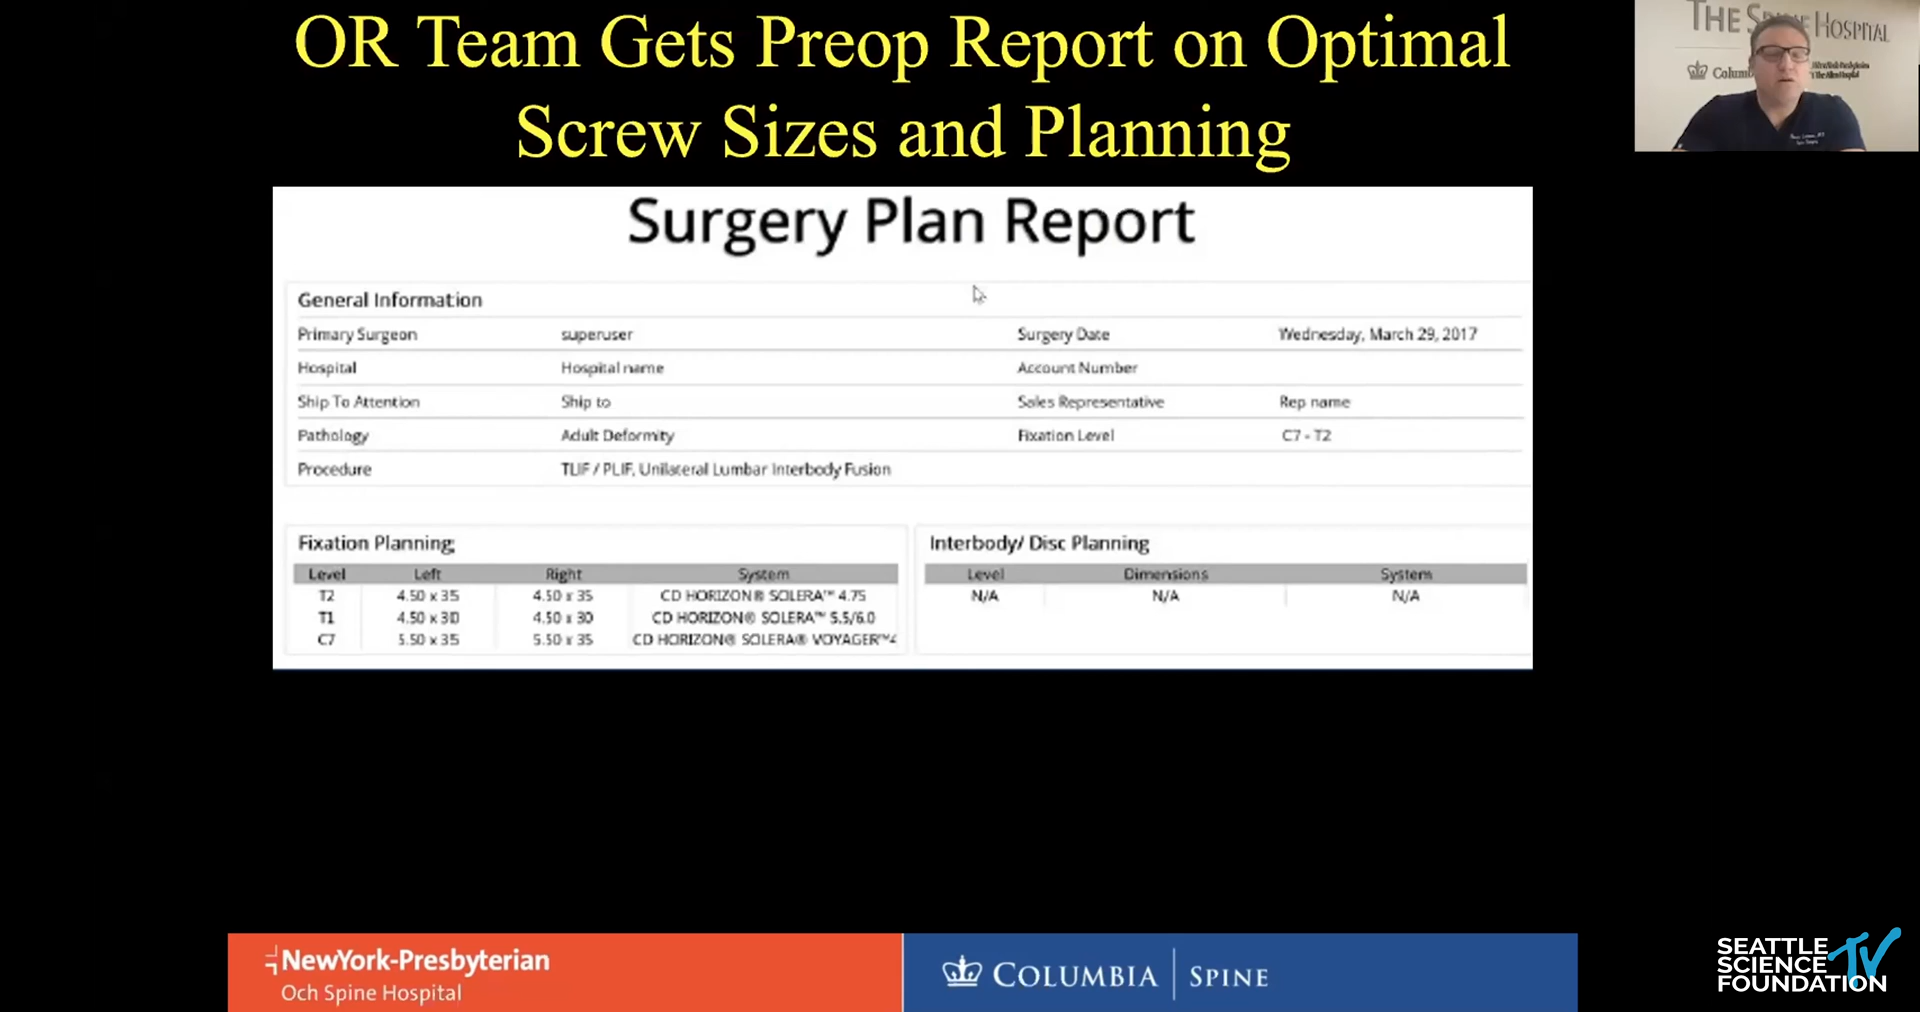 OR Team Gets Preop Report on Optimal
Screw Sizes and Planning
THE SPINE HOSPITAL
Surgery Plan Report
General Information
Primary Surgeon superuser Surgery Date Wednesday, March 29, 2017
Hospital Hospital name Account Number
Ship To Attention Ship to Sales Representative Rep name
Pathology Adult Deformity Fixation Level C7 - T2
Procedure TLIF / PLIF, Unilateral Lumbar Interbody Fusion
Fixation Planning Interbody/ Disc Planning
Level Left Right System Level Dimensions System
T2 4.50 x 35 4.50 x 35 CD HORIZON® SOLERA™ 4.75 N/A N/A N/A
T1 4.50 x 30 4.50 x 30 CD HORIZON® SOLERA™ 5.5/6.0
C7 5.50 x 35 5.50 x 35 CD HORIZON® SOLERA® VOYAGER™
NewYork-Presbyterian
Och Spine Hospital
COLUMBIA | SPINE
SEATTLE
SCIENCE TV
FOUNDATION